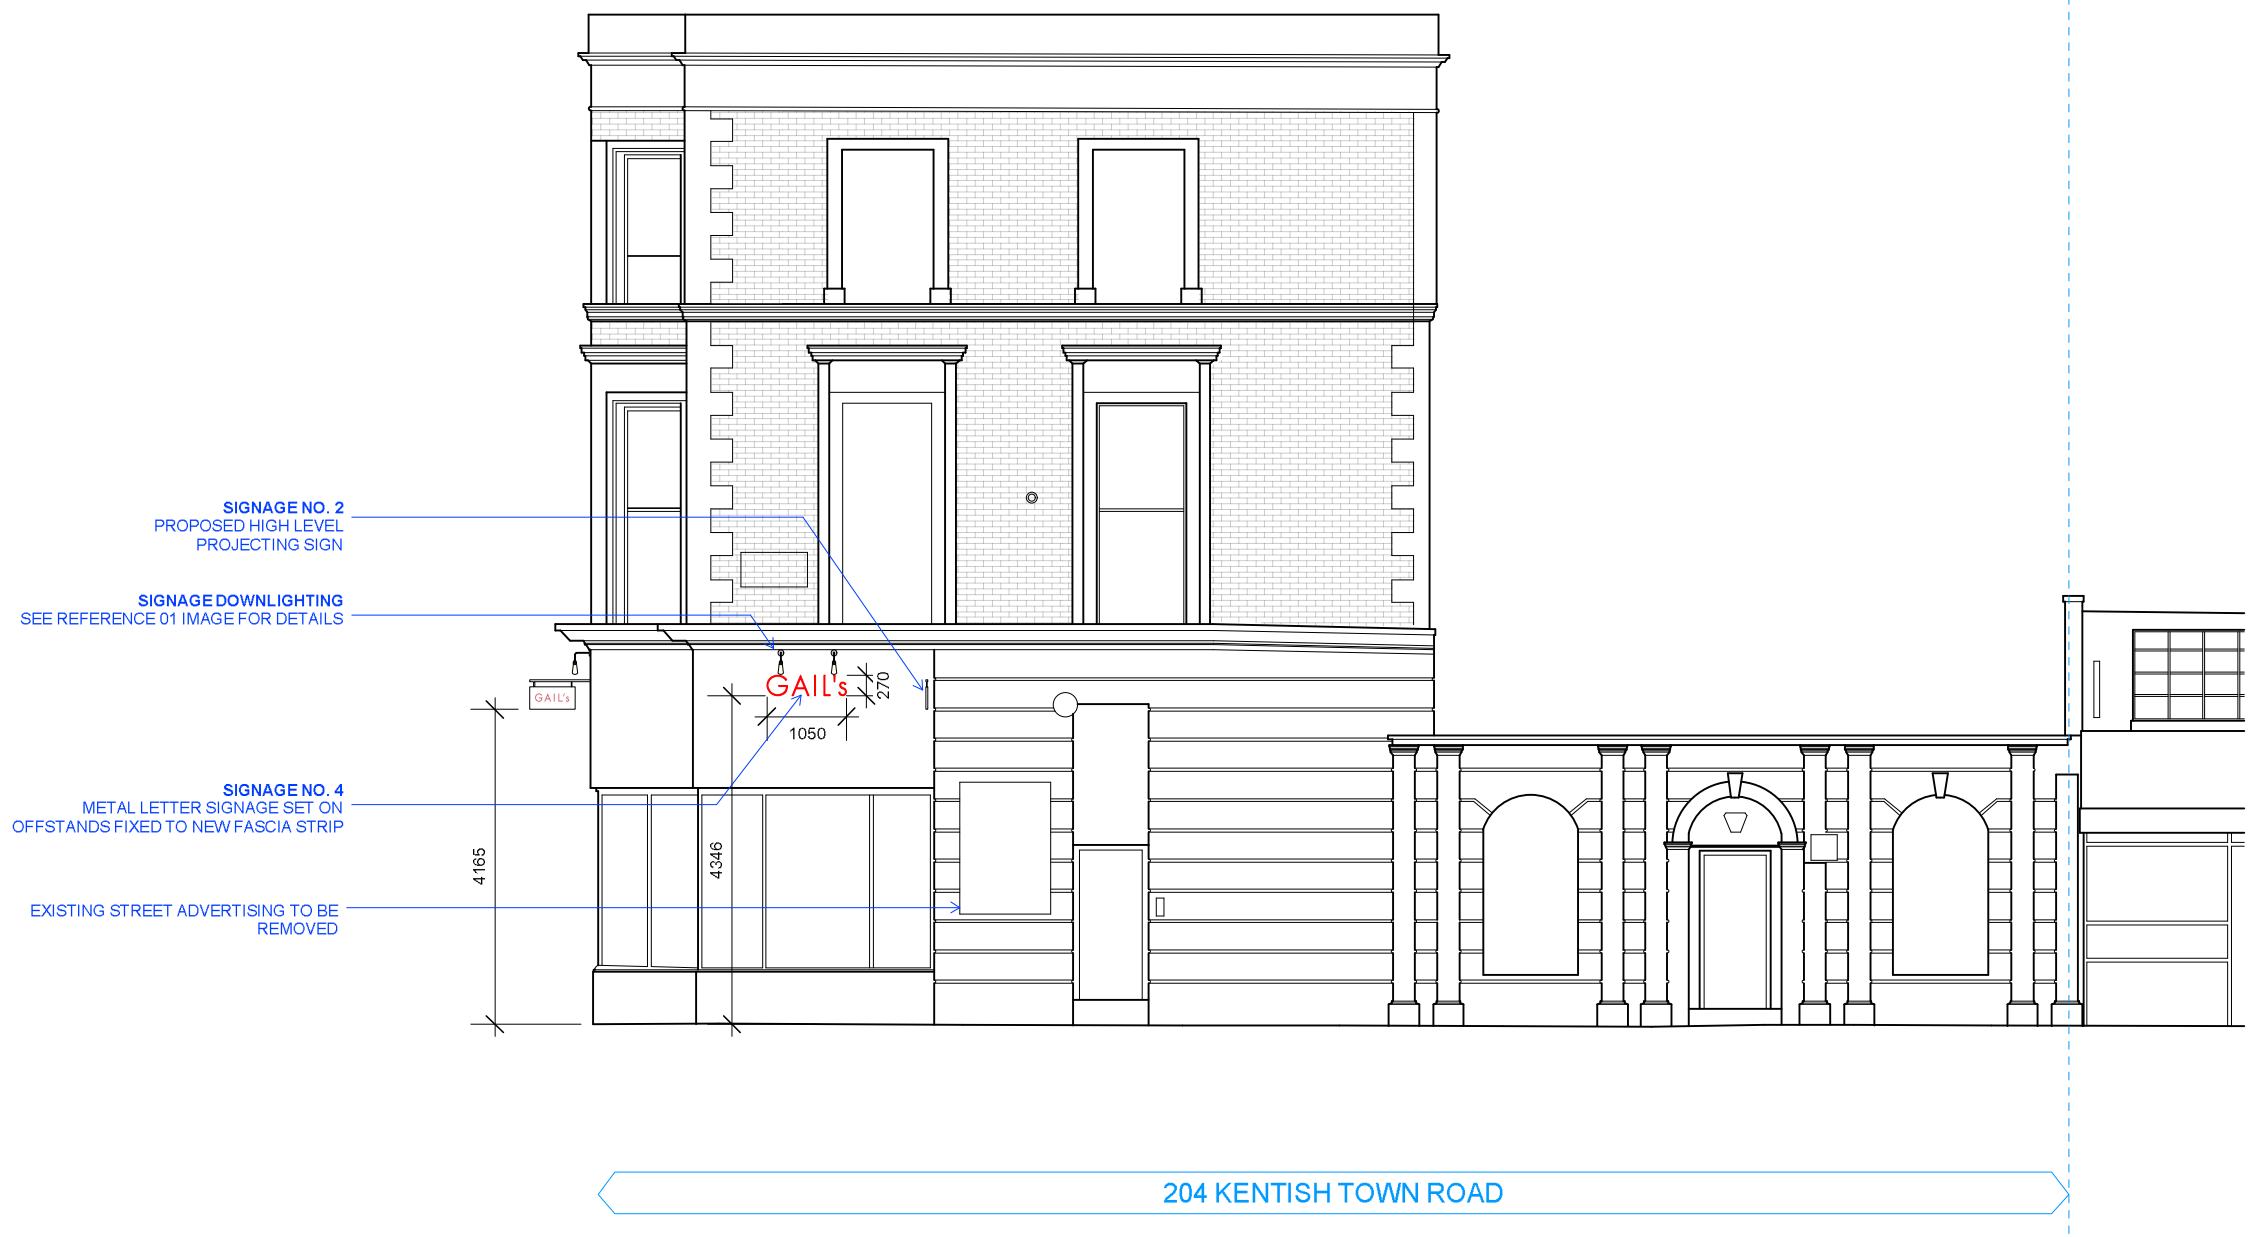 SIGNAGE NO. 2
PROPOSED HIGH LEVEL
PROJECTING SIGN
SIGNAGE DOWNLIGHTING
SEE REFERENCE 01 IMAGE FOR DETAILS
GAIL's
GAIL's
270
1050
SIGNAGE NO. 4
METAL LETTER SIGNAGE SET ON
OFFSTANDS FIXED TO NEW FASCIA STRIP
4165
4346
EXISTING STREET ADVERTISING TO BE
REMOVED
204 KENTISH TOWN ROAD